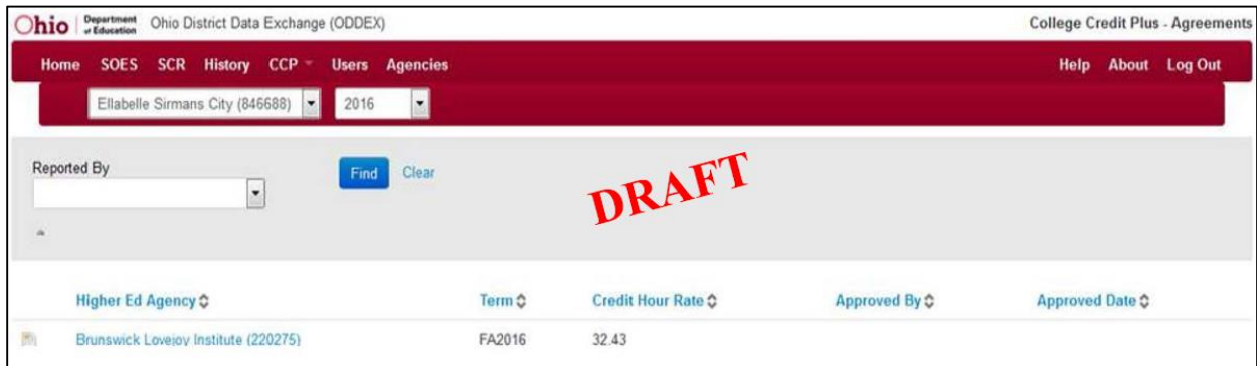 Ohio Department of Education Ohio District Data Exchange (ODDEX) College Credit Plus - Agreements
Home SOES SCR History CCP Users Agencies Help About Log Out
Ellabelle Sirmans City (846688) 2016
Reported By
Find Clear
DRAFT
Higher Ed Agency Term Credit Hour Rate Approved By Approved Date
Brunswick Lovejoy Institute (220275) FA2016 32.43